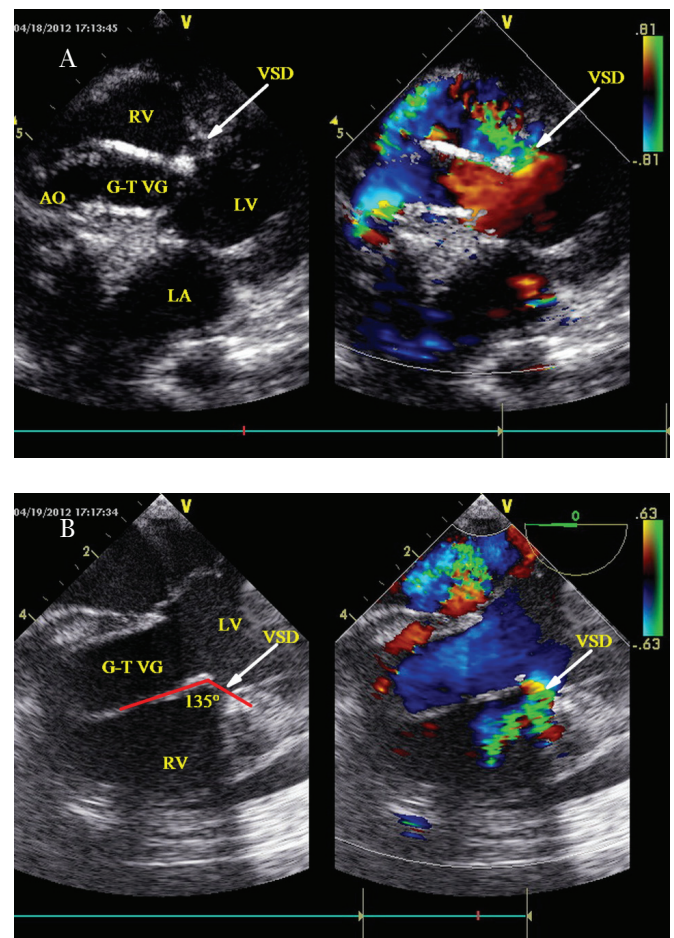 04/18/2012 17:13:45
V
V
.81
A
VSD
VSD
RV
5
5
-.81
G-T VG
AO
LV
LA
04/19/2012 17:17:34
V
V
0
.63
B
2
2
4
4
LV
-.63
VSD
VSD
G-T VG
135°
RV